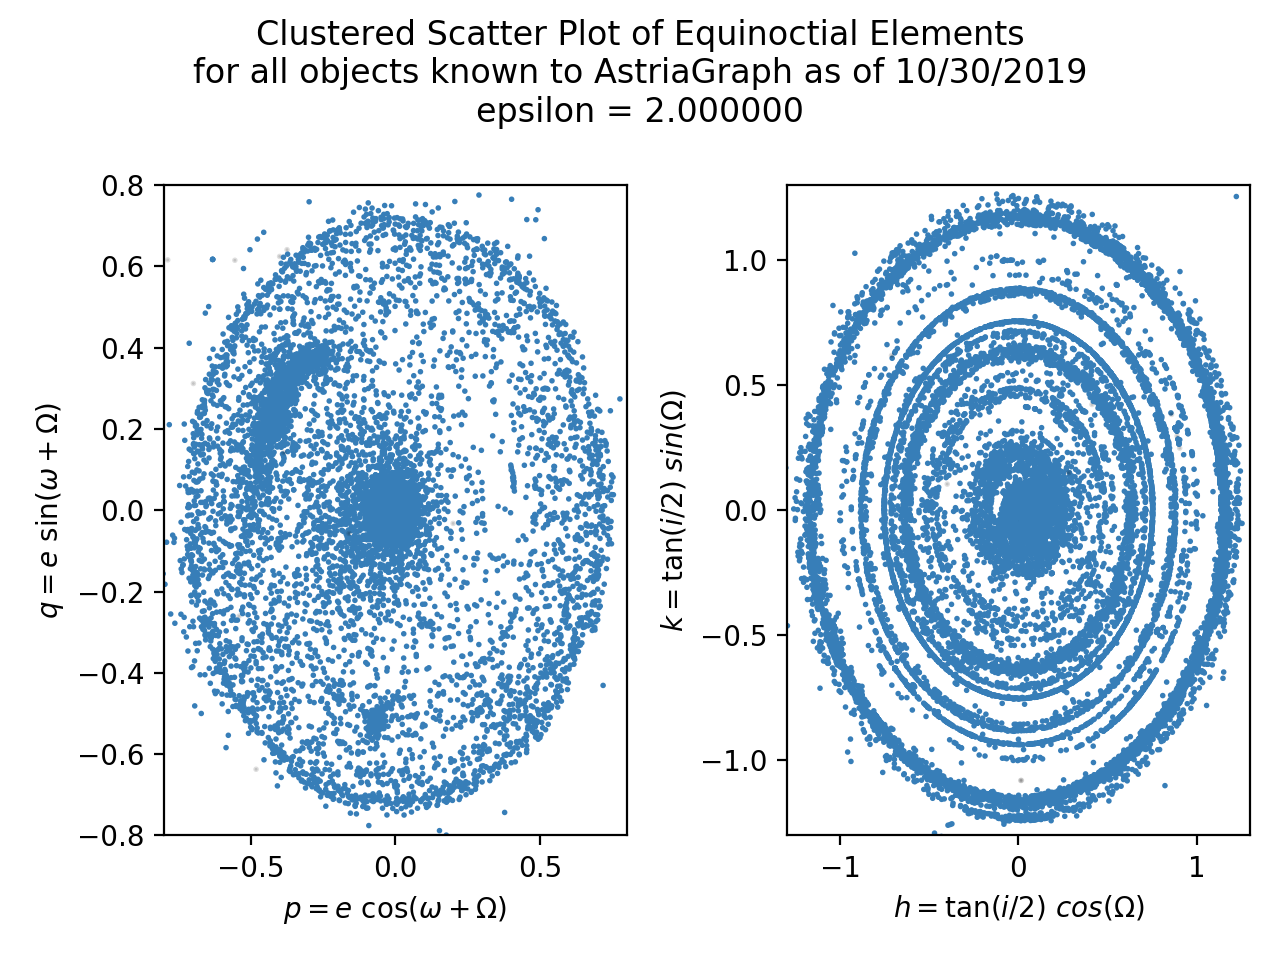 Clustered Scatter Plot of Equinoctial Elements
for all objects known to AstriaGraph as of 10/30/2019
epsilon = 2.000000
0.8
0.6
0.4
0.2
0.0
−0.2
−0.4
−0.6
−0.8
q = e sin(ω + Ω)
−0.5
0.0
0.5
p = e cos(ω + Ω)
1.0
0.5
0.0
−0.5
−1.0
k = tan(i/2) sin(Ω)
−1
0
1
h = tan(i/2) cos(Ω)